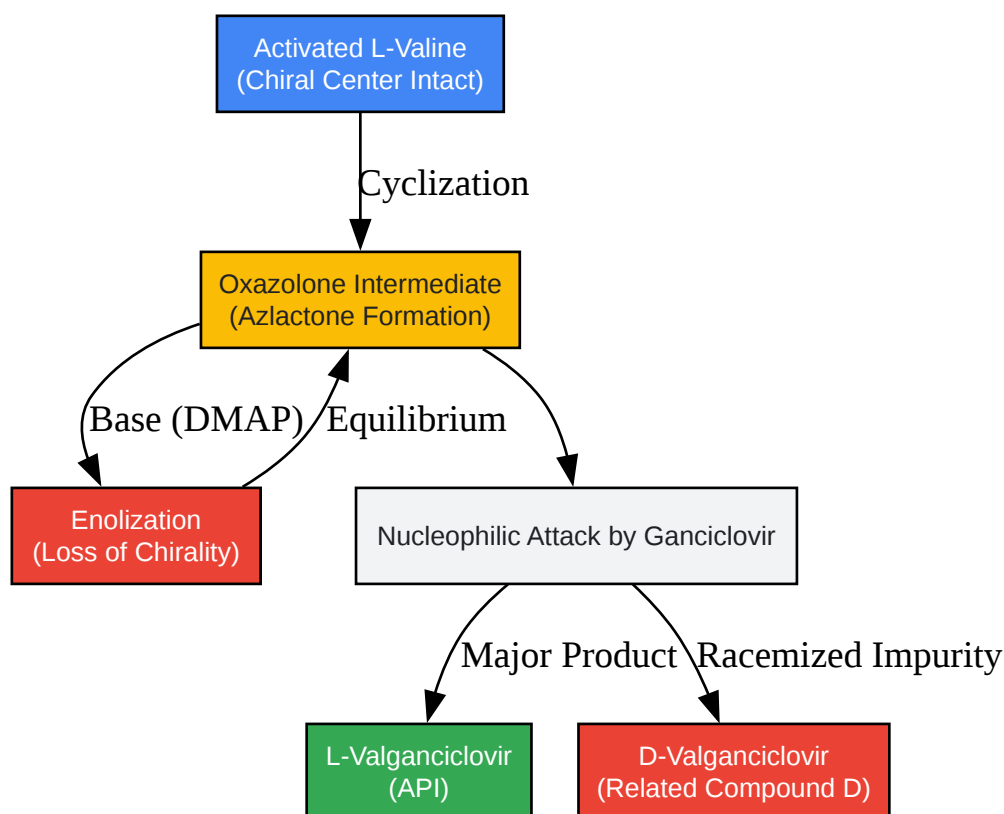 Activated L-Valine
(Chiral Center Intact)
Cyclization
Oxazolone Intermediate
(Azlactone Formation)
Base (DMAP)
Equilibrium
Enolization
(Loss of Chirality)
Nucleophilic Attack by Ganciclovir
Major Product
Racemized Impurity
L-Valganciclovir
(API)
D-Valganciclovir
(Related Compound D)